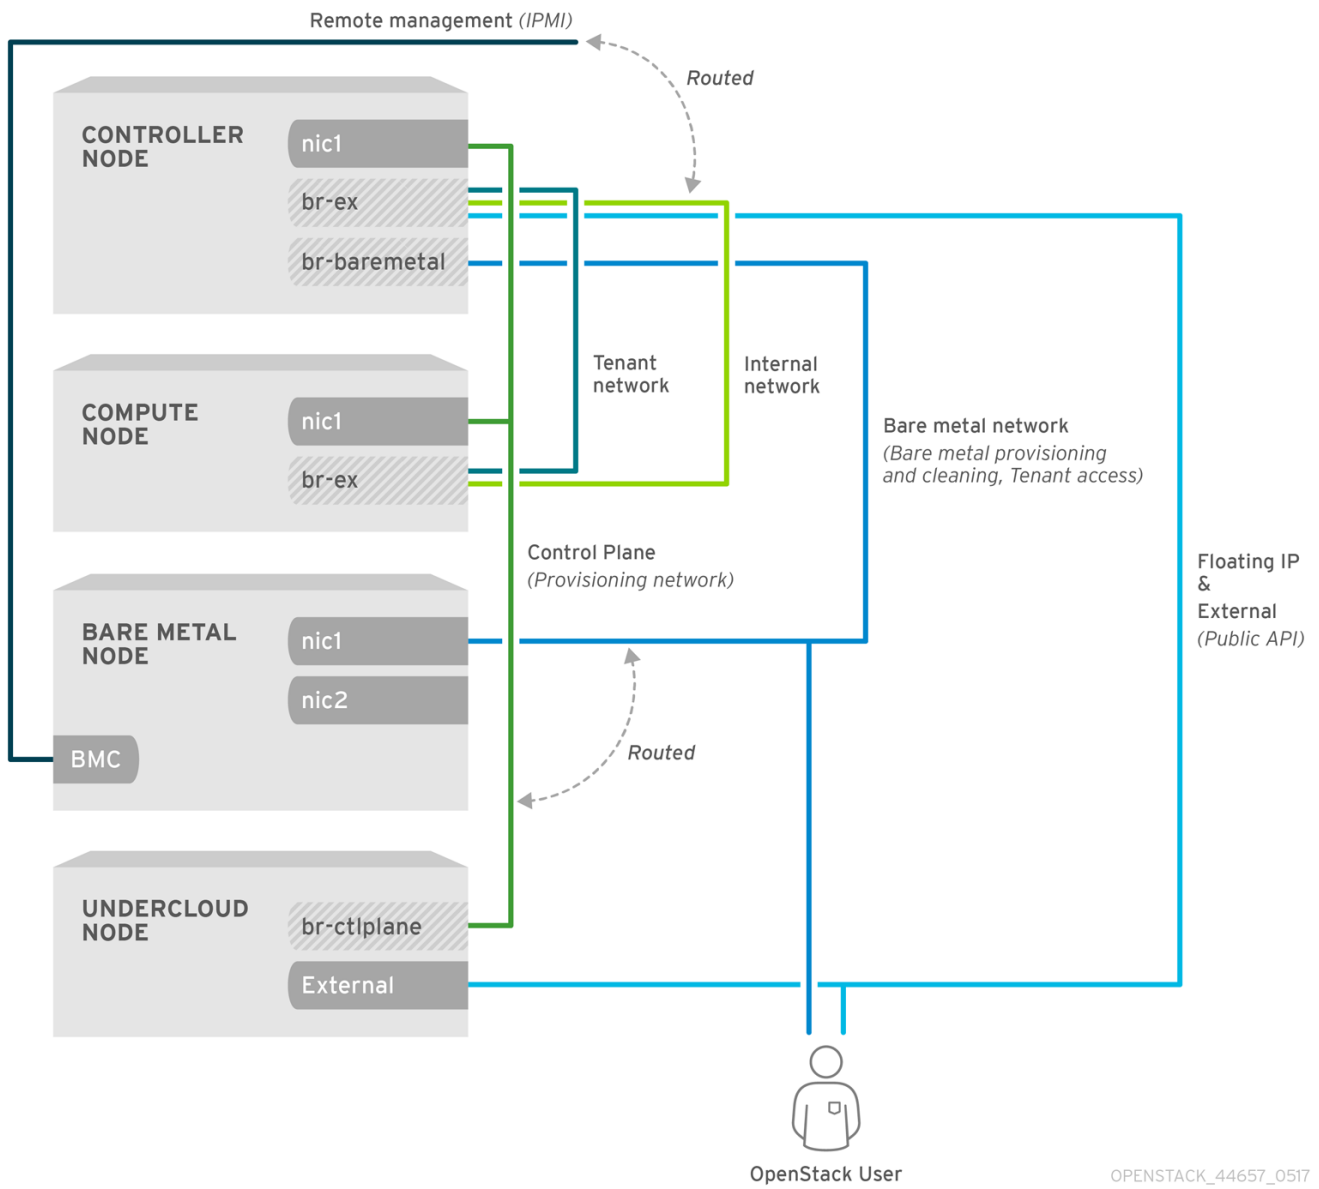 Remote management (IPMI)
Routed
CONTROLLER
NODE
nic1
br-ex
br-baremetal
Tenant
network
Internal
network
COMPUTE
NODE
nic1
br-ex
Bare metal network
(Bare metal provisioning
and cleaning, Tenant access)
Control Plane
(Provisioning network)
Floating IP
&
External
(Public API)
BARE METAL
NODE
nic1
nic2
BMC
Routed
UNDERCLOUD
NODE
br-ctlplane
External
OpenStack User
OPENSTACK_44657_0517